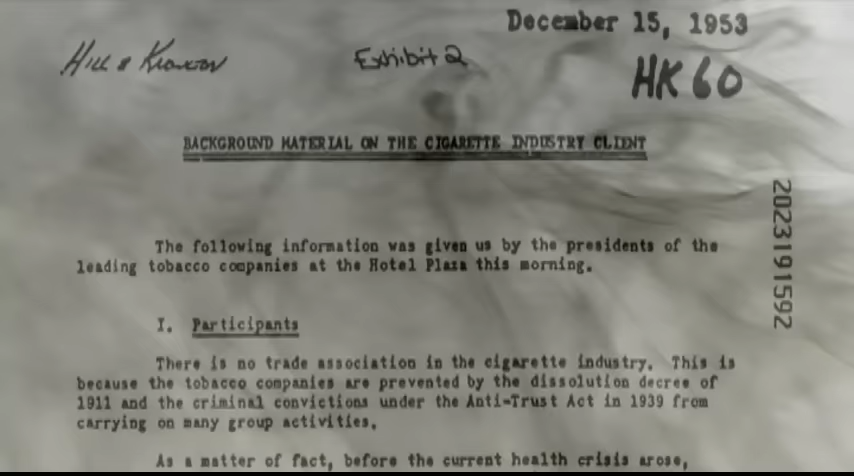 December 15, 1953
Hill & Knowlton
Exhibit 2
HK 60
BACKGROUND MATERIAL ON THE CIGARETTE INDUSTRY CLIENT
2023191592
The following information was given us by the presidents of the
leading tobacco companies at the Hotel Plaza this morning.
I. Participants
There is no trade association in the cigarette industry. This is
because the tobacco companies are prevented by the dissolution decree of
1911 and the criminal convictions under the Anti-Trust Act in 1939 from
carrying on many group activities.
As a matter of fact, before the current health crisis arose,